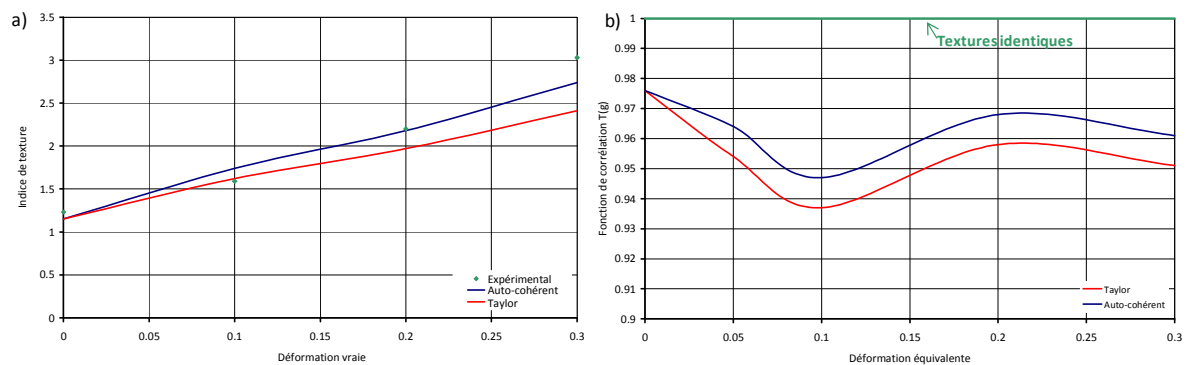 a)
Indice de texture
3.5
3
2.5
2
1.5
1
0.5
0
0
0.05
0.1
0.15
0.2
0.25
0.3
Déformation vraie
Expérimental
Auto-cohérent
Taylor
b)
Fonction de corrélation T(g)
1
0.99
0.98
0.97
0.96
0.95
0.94
0.93
0.92
0.91
0.9
0
0.05
0.1
0.15
0.2
0.25
0.3
Déformation équivalente
Textures identiques
Taylor
Auto-cohérent